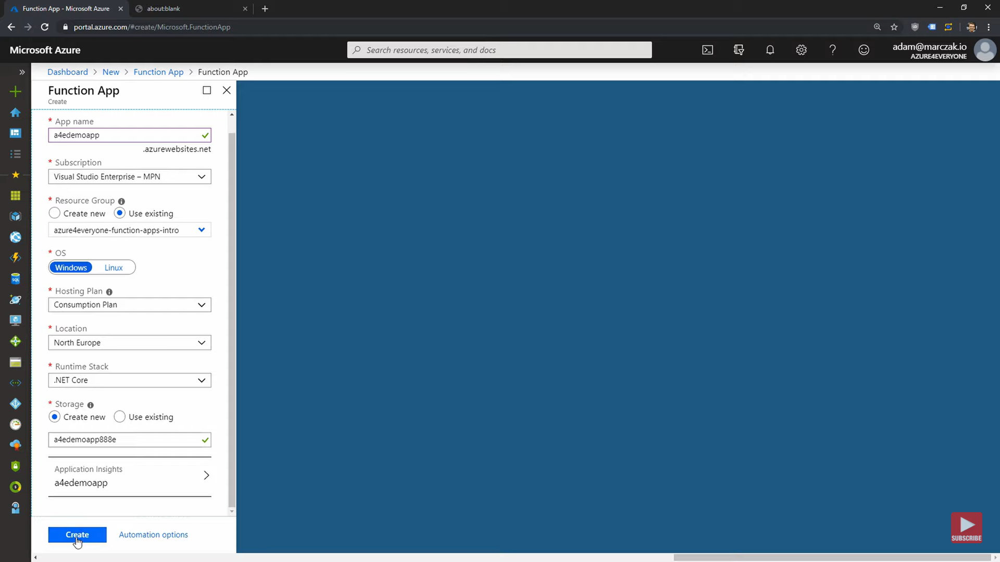 Function App - Microsoft Azure
about:blank
portal.azure.com/#create/Microsoft.FunctionApp
Microsoft Azure
Search resources, services, and docs
adam@marczak.io
AZURE4EVERYONE
Dashboard > New > Function App > Function App
Function App
Create
* App name
a4edemoapp
.azurewebsites.net
* Subscription
Visual Studio Enterprise – MPN
* Resource Group
Create new Use existing
azure4everyone-function-apps-intro
* OS
Windows Linux
* Hosting Plan
Consumption Plan
* Location
North Europe
* Runtime Stack
.NET Core
* Storage
Create new Use existing
a4edemoapp888e
Application Insights
a4edemoapp
Create Automation options
SUBSCRIBE